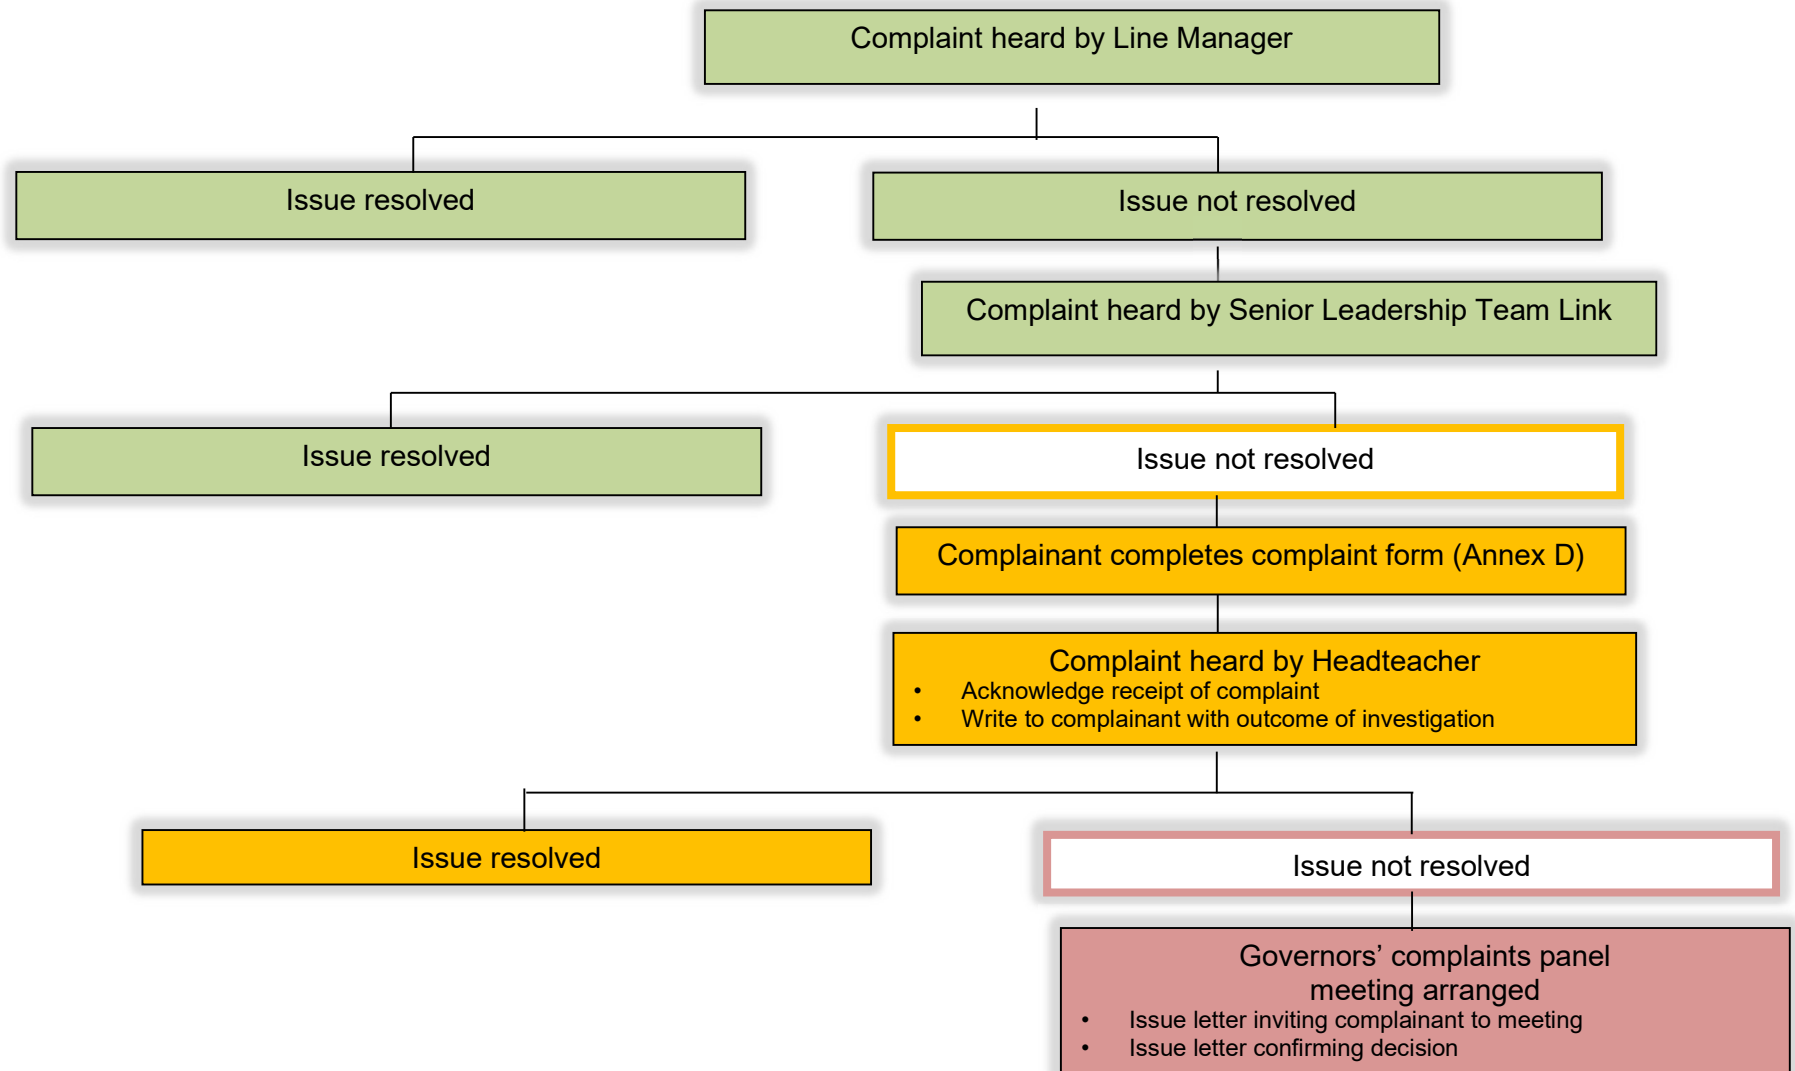 Complaint heard by Line Manager
Issue resolved
Issue not resolved
Complaint heard by Senior Leadership Team Link
Issue resolved
Issue not resolved
Complainant completes complaint form (Annex D)
Complaint heard by Headteacher
• Acknowledge receipt of complaint
• Write to complainant with outcome of investigation
Issue resolved
Issue not resolved
Governors’ complaints panel
meeting arranged
• Issue letter inviting complainant to meeting
• Issue letter confirming decision